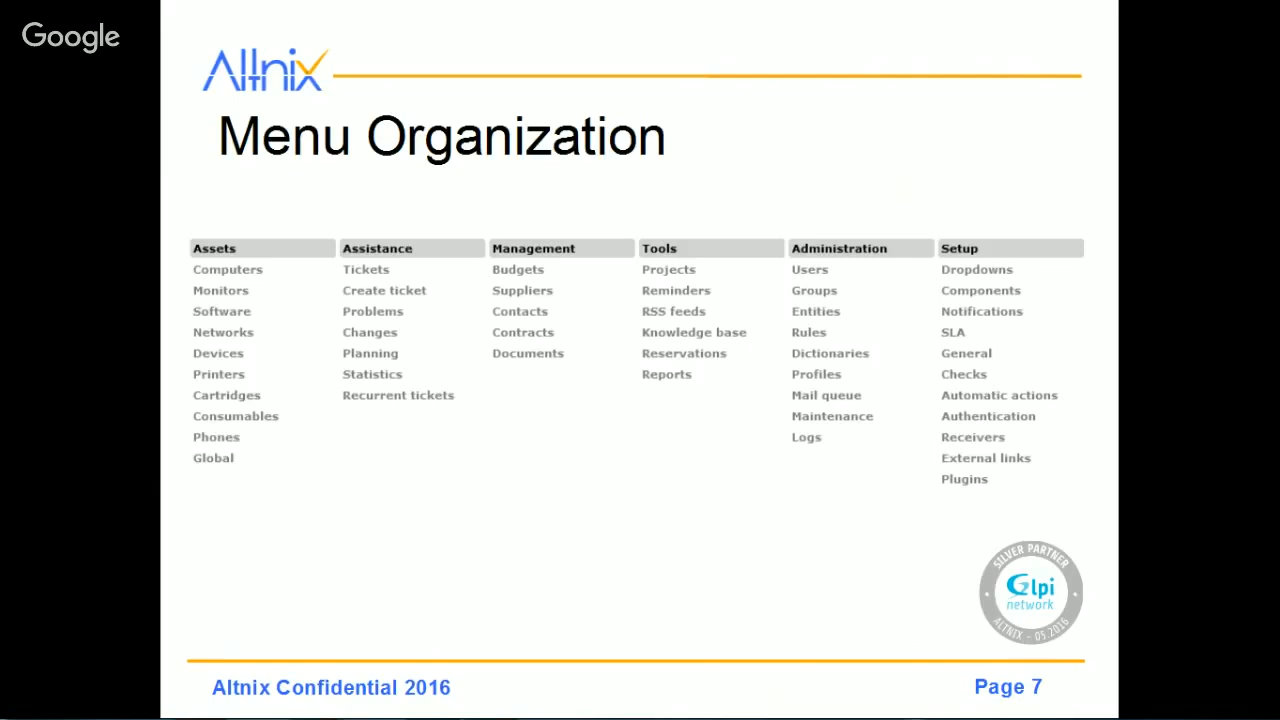 Google
Altnix
Menu Organization
Assets Assistance Management Tools Administration Setup
Computers Tickets Budgets Projects Users Dropdowns
Monitors Create ticket Suppliers Reminders Groups Components
Software Problems Contacts RSS feeds Entities Notifications
Networks Changes Contracts Knowledge base Rules SLA
Devices Planning Documents Reservations Dictionaries General
Printers Statistics Reports Profiles Checks
Cartridges Recurrent tickets Mail queue Automatic actions
Consumables Maintenance Authentication
Phones Logs Receivers
Global External links
Plugins
SILVER PARTNER
Glpi
network
ALTNIX - 05.2016
Altnix Confidential 2016 Page 7